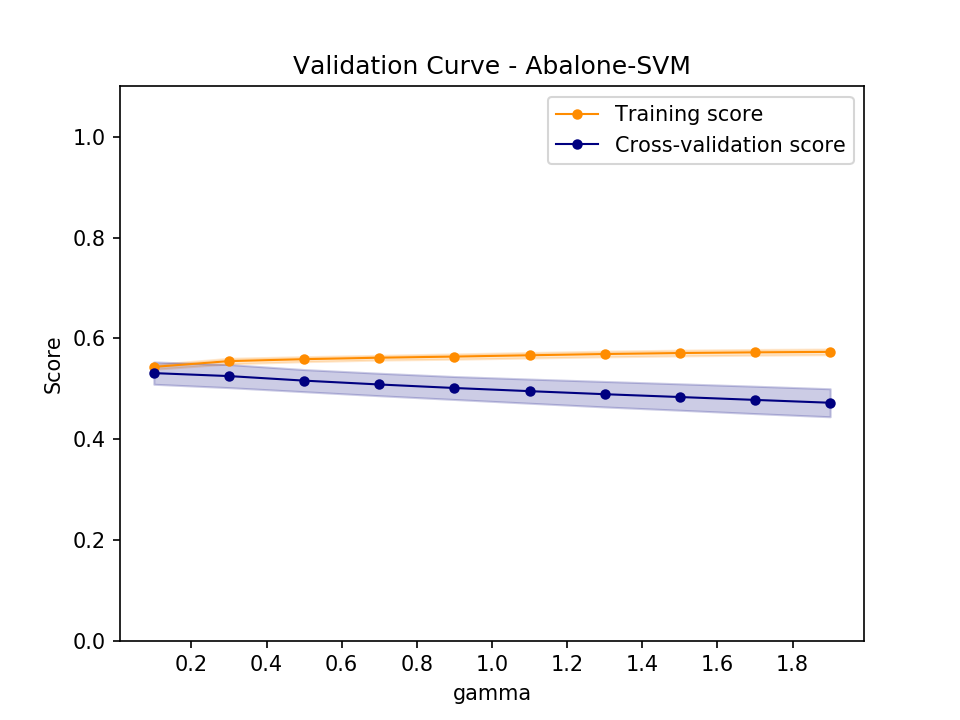 Validation Curve - Abalone-SVM
Training score
Cross-validation score
1.0
0.8
0.6
0.4
0.2
0.0
Score
0.2 0.4 0.6 0.8 1.0 1.2 1.4 1.6 1.8
gamma